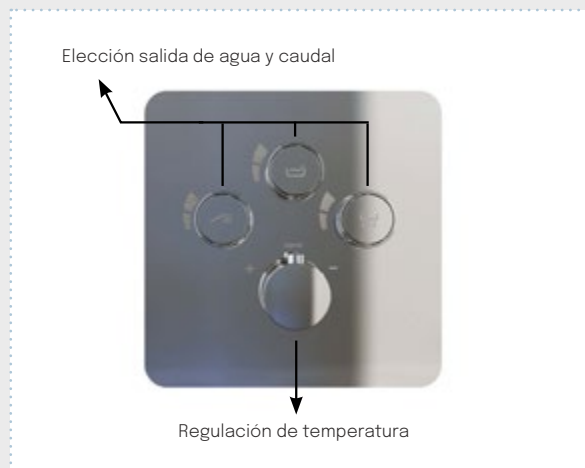 Elección salida de agua y caudal
+
−
Regulación de temperatura